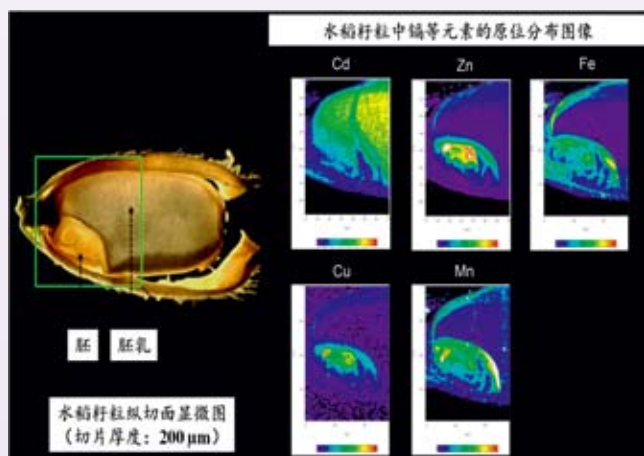 水稻籽粒中镉等元素的原位分布图像
Cd
Zn
Fe
Cu
Mn
胚
胚乳
水稻籽粒纵切面显微图
(切片厚度：200 μm)